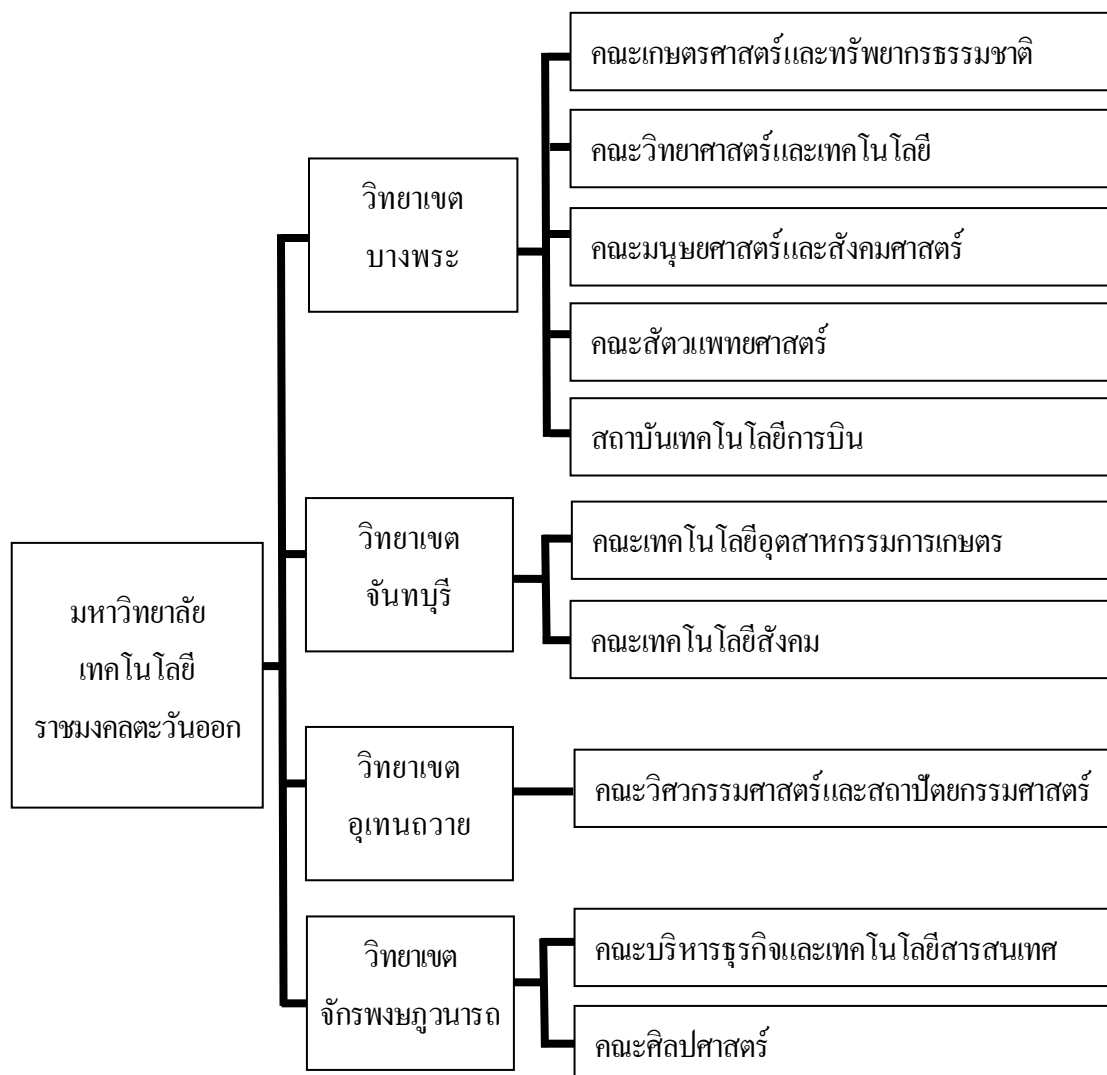 คณะเกษตรศาสตร์และทรัพยากรธรรมชาติ
คณะวิทยาศาสตร์และเทคโนโลยี
วิทยาเขต
บางพระ
คณะมนุษยศาสตร์และสังคมศาสตร์
คณะสัตวแพทยศาสตร์
สถาบันเทคโนโลยีการบิน
มหาวิทยาลัย
เทคโนโลยี
ราชมงคลตะวันออก
วิทยาเขต
จันทบุรี
คณะเทคโนโลยีอุตสาหกรรมการเกษตร
คณะเทคโนโลยีสังคม
วิทยาเขต
อุเทนถวาย
คณะวิศวกรรมศาสตร์และสถาปัตยกรรมศาสตร์
วิทยาเขต
จักรพงษภูวนารถ
คณะบริหารธุรกิจและเทคโนโลยีสารสนเทศ
คณะศิลปศาสตร์